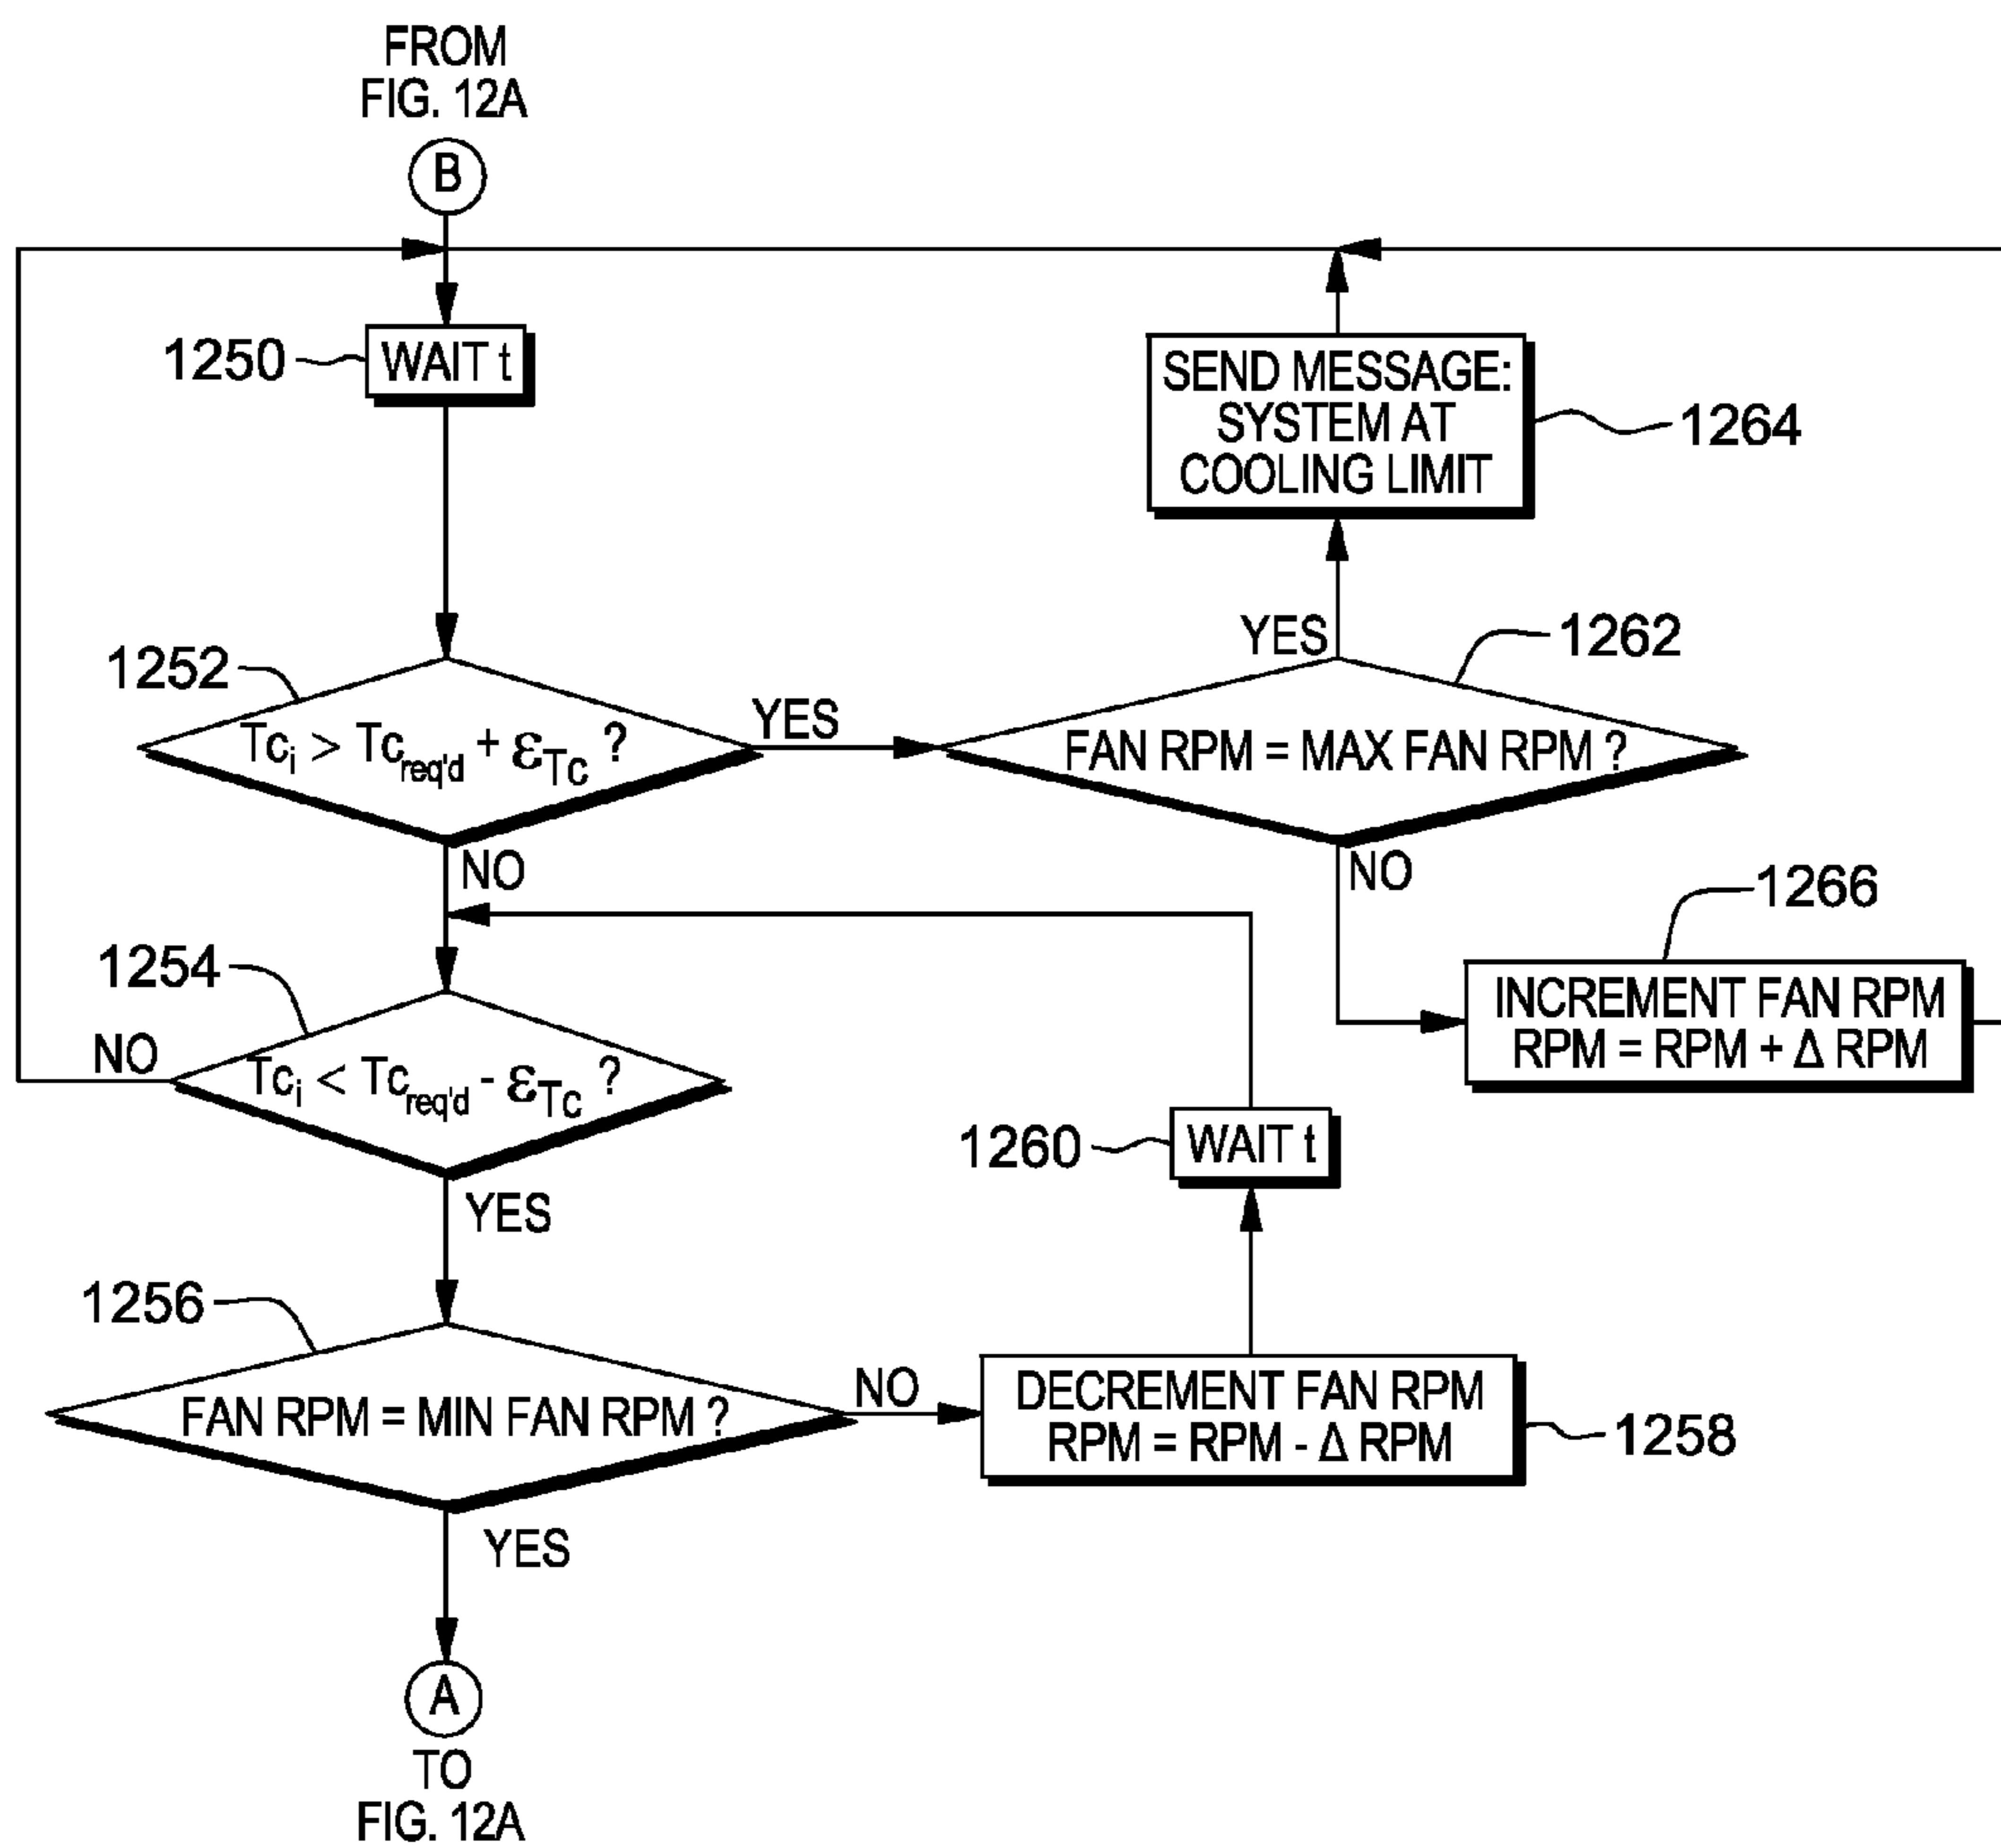 FROM
FIG. 12A
B
1250
WAIT t
SEND MESSAGE:
SYSTEM AT
COOLING LIMIT
1264
1252
Tci > Tcreq'd + εTc ?
YES
NO
YES
1262
FAN RPM = MAX FAN RPM ?
NO
1266
INCREMENT FAN RPM
RPM = RPM + Δ RPM
1254
NO
Tci < Tcreq'd - εTc ?
YES
1260
WAIT t
1256
FAN RPM = MIN FAN RPM ?
NO
DECREMENT FAN RPM
RPM = RPM - Δ RPM
1258
YES
A
TO
FIG. 12A